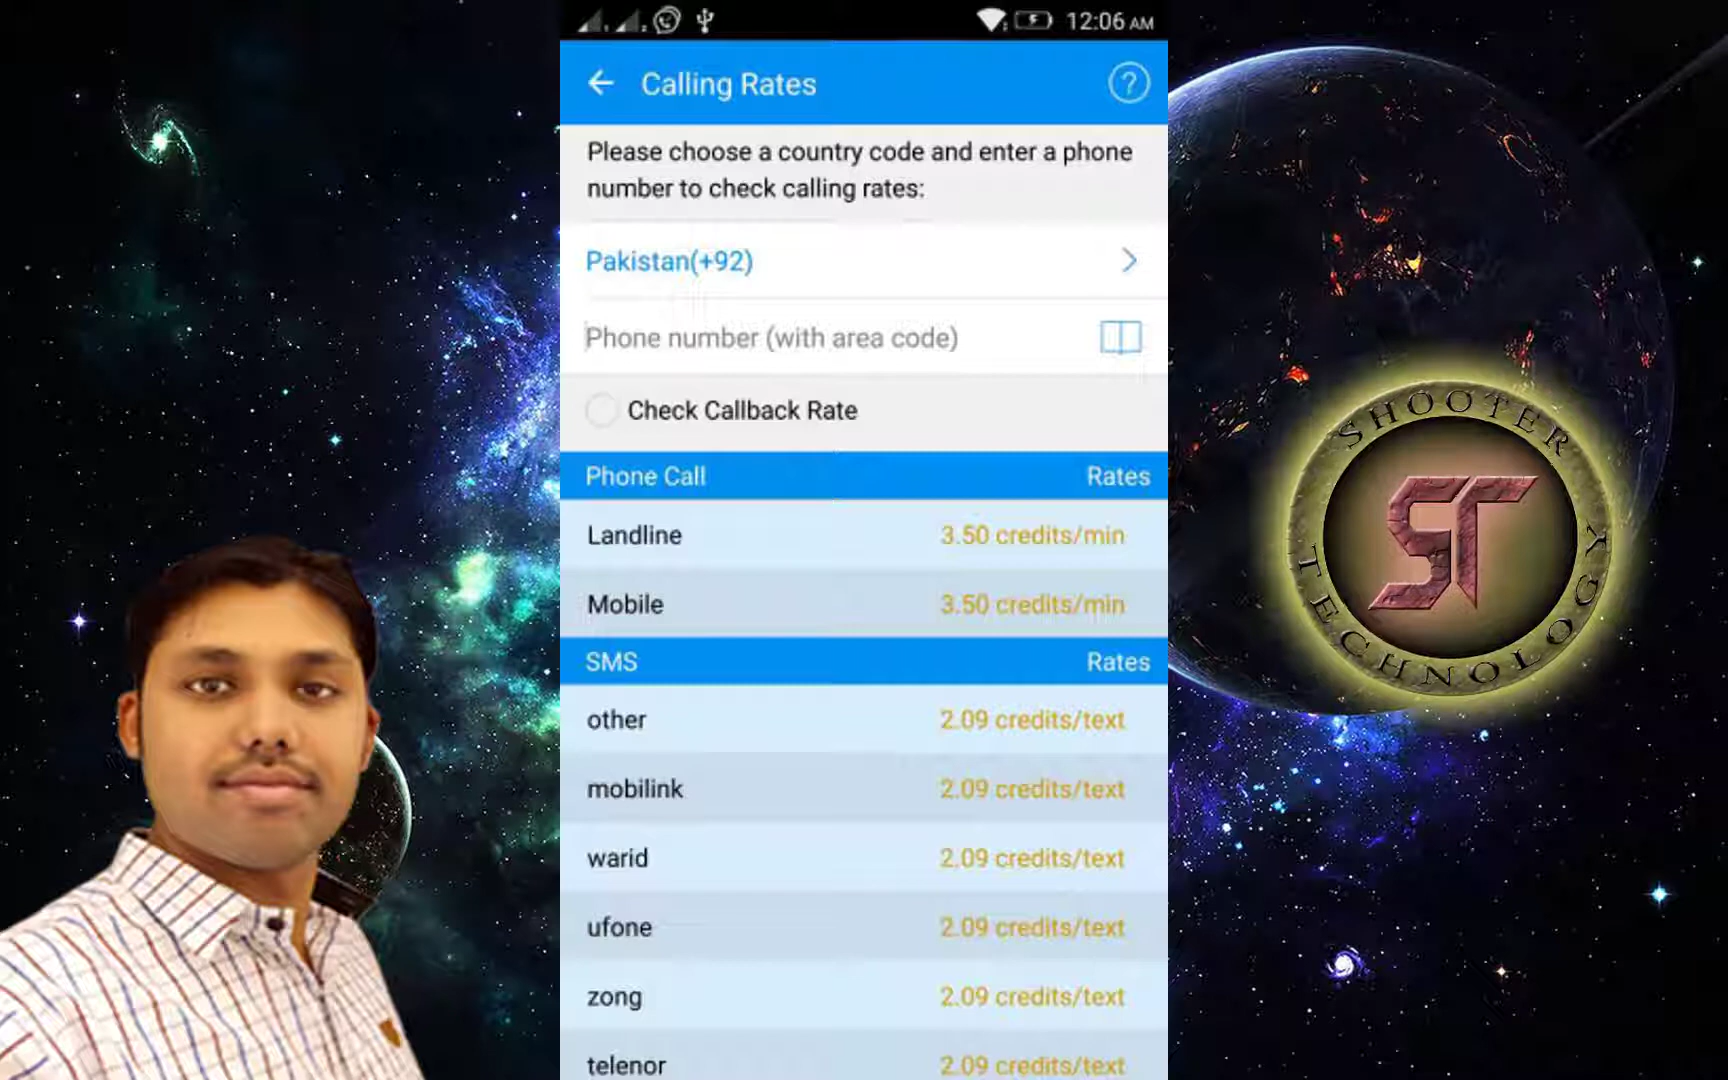 12:06 AM
Calling Rates
?
Please choose a country code and enter a phone
number to check calling rates:
Pakistan(+92)
Phone number (with area code)
Check Callback Rate
Phone Call Rates
Landline 3.50 credits/min
Mobile 3.50 credits/min
SMS Rates
other 2.09 credits/text
mobilink 2.09 credits/text
warid 2.09 credits/text
ufone 2.09 credits/text
zong 2.09 credits/text
telenor 2.09 credits/text
SHOOTER
ST
TECHNOLOGY